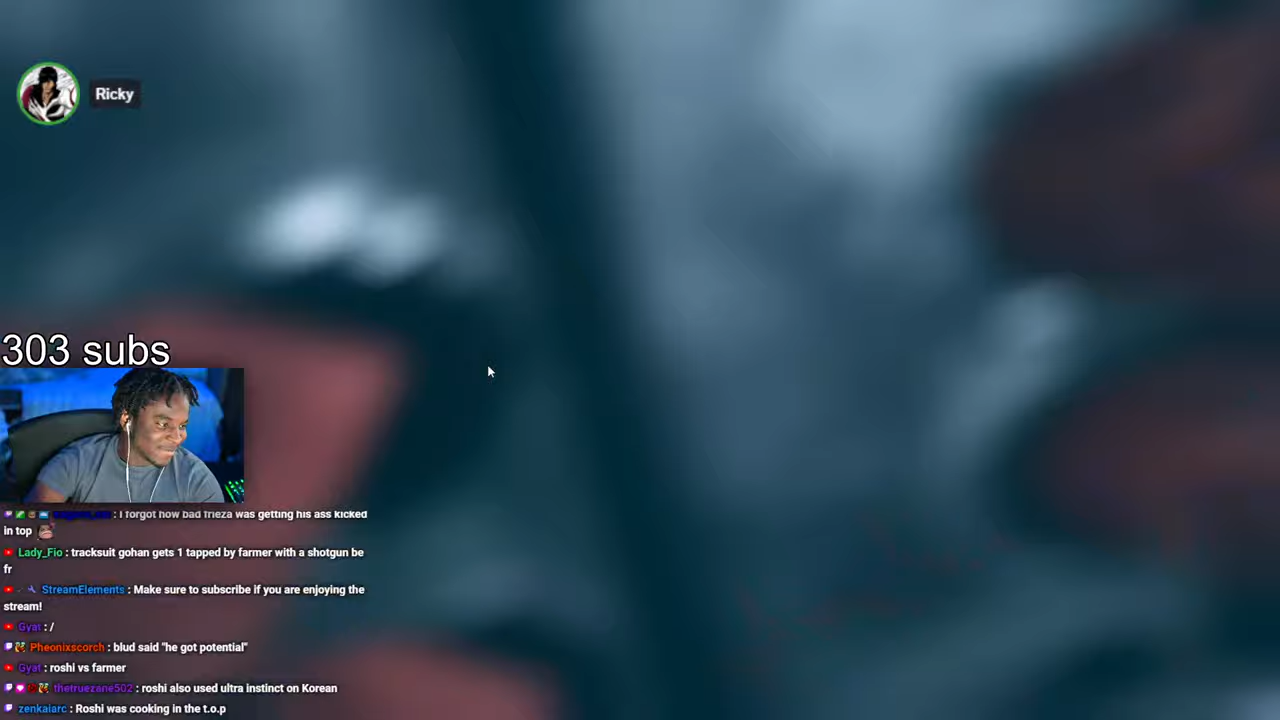 Ricky
303 subs
: I forgot how bad frieza was getting his ass kicked
in top
Lady_Fio : tracksuit gohan gets 1 tapped by farmer with a shotgun be
fr
StreamElements : Make sure to subscribe if you are enjoying the
stream!
Gyat : /
Pheonixscorch : blud said "he got potential"
Gyat : roshi vs farmer
thetruezane502 : roshi also used ultra instinct on Korean
zenkaiarc : Roshi was cooking in the t.o.p